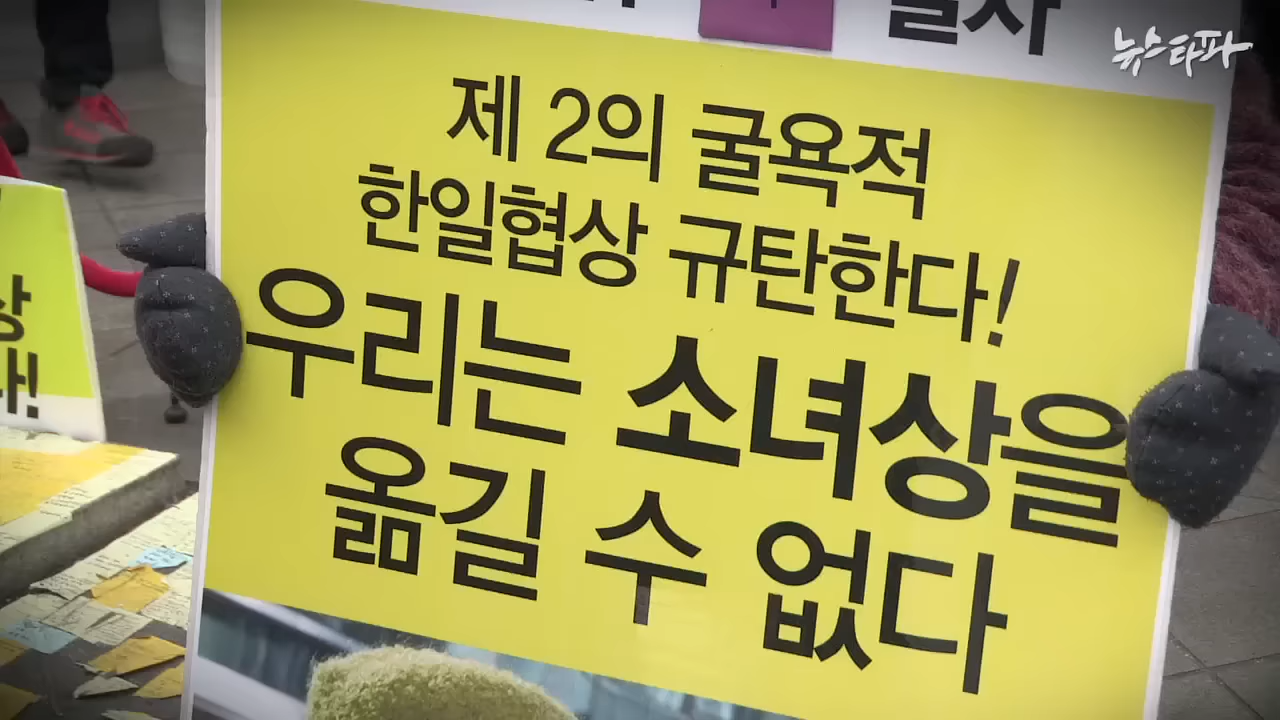 뉴스타파
제 2의 굴욕적
한일협상 규탄한다!
우리는 소녀상을
옮길 수 없다